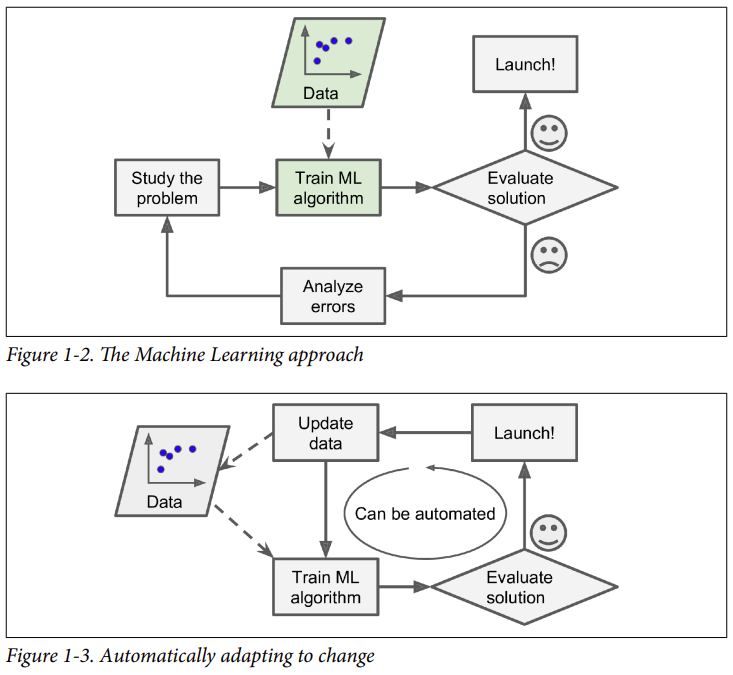 Data
Launch!
Study the
problem
Train ML
algorithm
Evaluate
solution
Analyze
errors
Figure 1-2. The Machine Learning approach
Update
data
Launch!
Data
Can be automated
Train ML
algorithm
Evaluate
solution
Figure 1-3. Automatically adapting to change